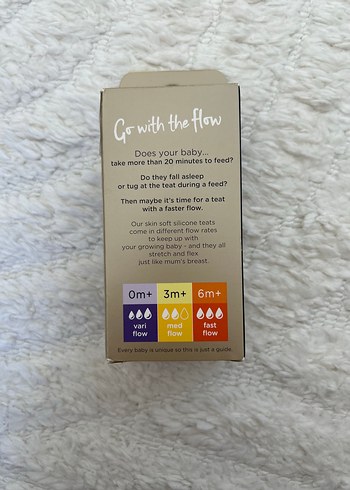 Go with the flow
Does your baby...
take more than 20 minutes to feed?
Do they fall asleep
or tug at the teat during a feed?
Then maybe it's time for a teat
with a faster flow.
Our skin soft silicone teats
come in different flow rates
to keep up with
your growing baby - and they all
stretch and flex
just like mum's breast.
0m+ 3m+ 6m+
vari med fast
flow flow flow
Every baby is unique so this is just a guide.